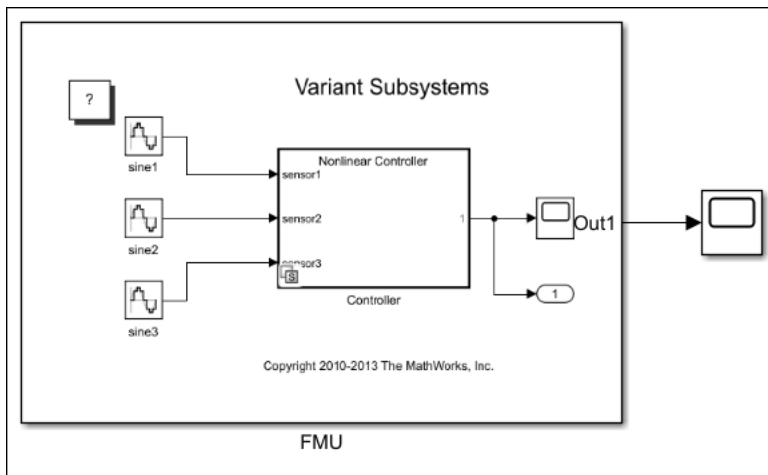 Variant Subsystems
?
sine1
Nonlinear Controller
sensor1
sine2
sensor2
1
Out1
sensor3
S
sine3
Controller
1
Copyright 2010-2013 The MathWorks, Inc.
FMU